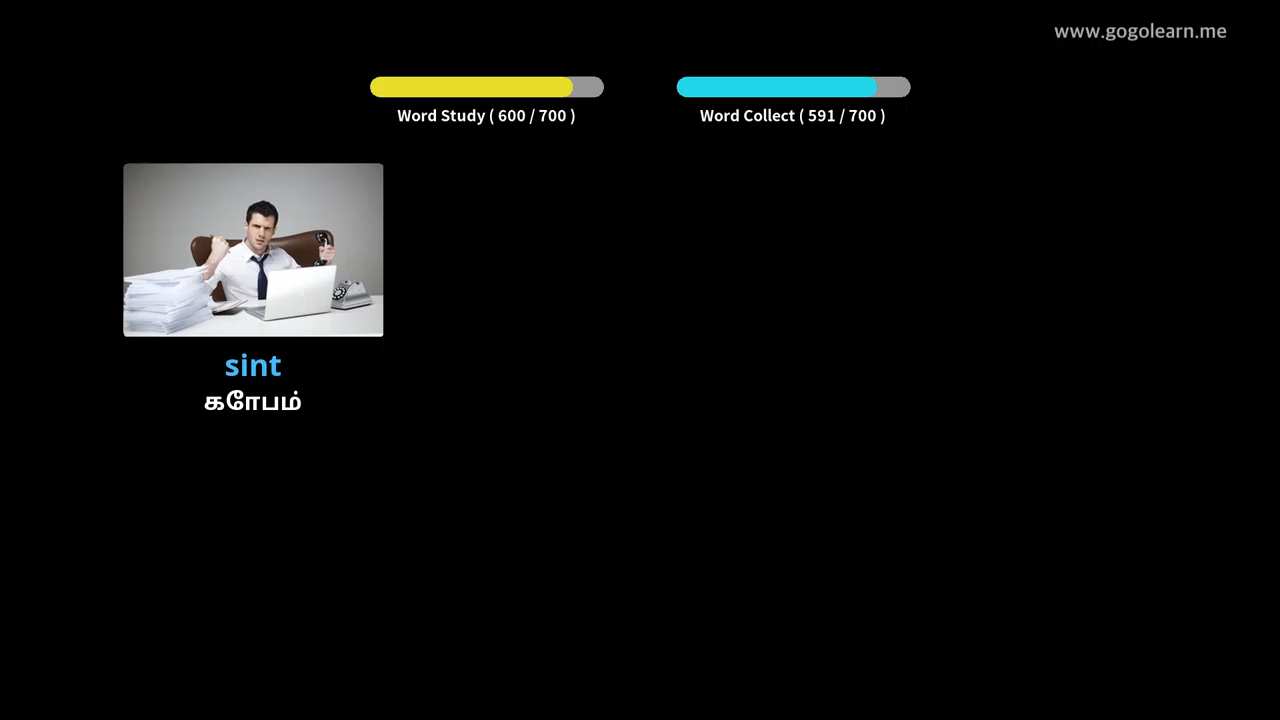 www.gogolearn.me
Word Study ( 600 / 700 )
Word Collect ( 591 / 700 )
sint
கோபம்